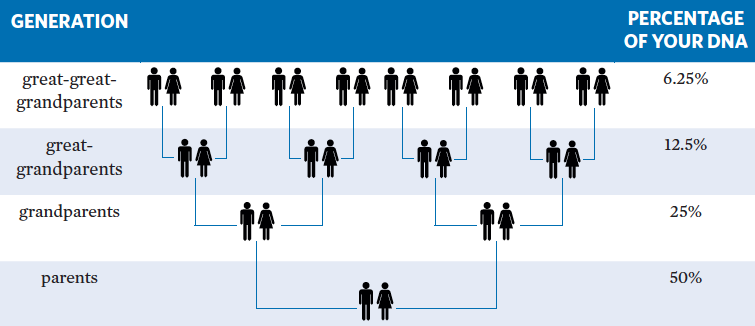 GENERATION
PERCENTAGE
OF YOUR DNA
great-great-
grandparents
6.25%
great-
grandparents
12.5%
grandparents
25%
parents
50%